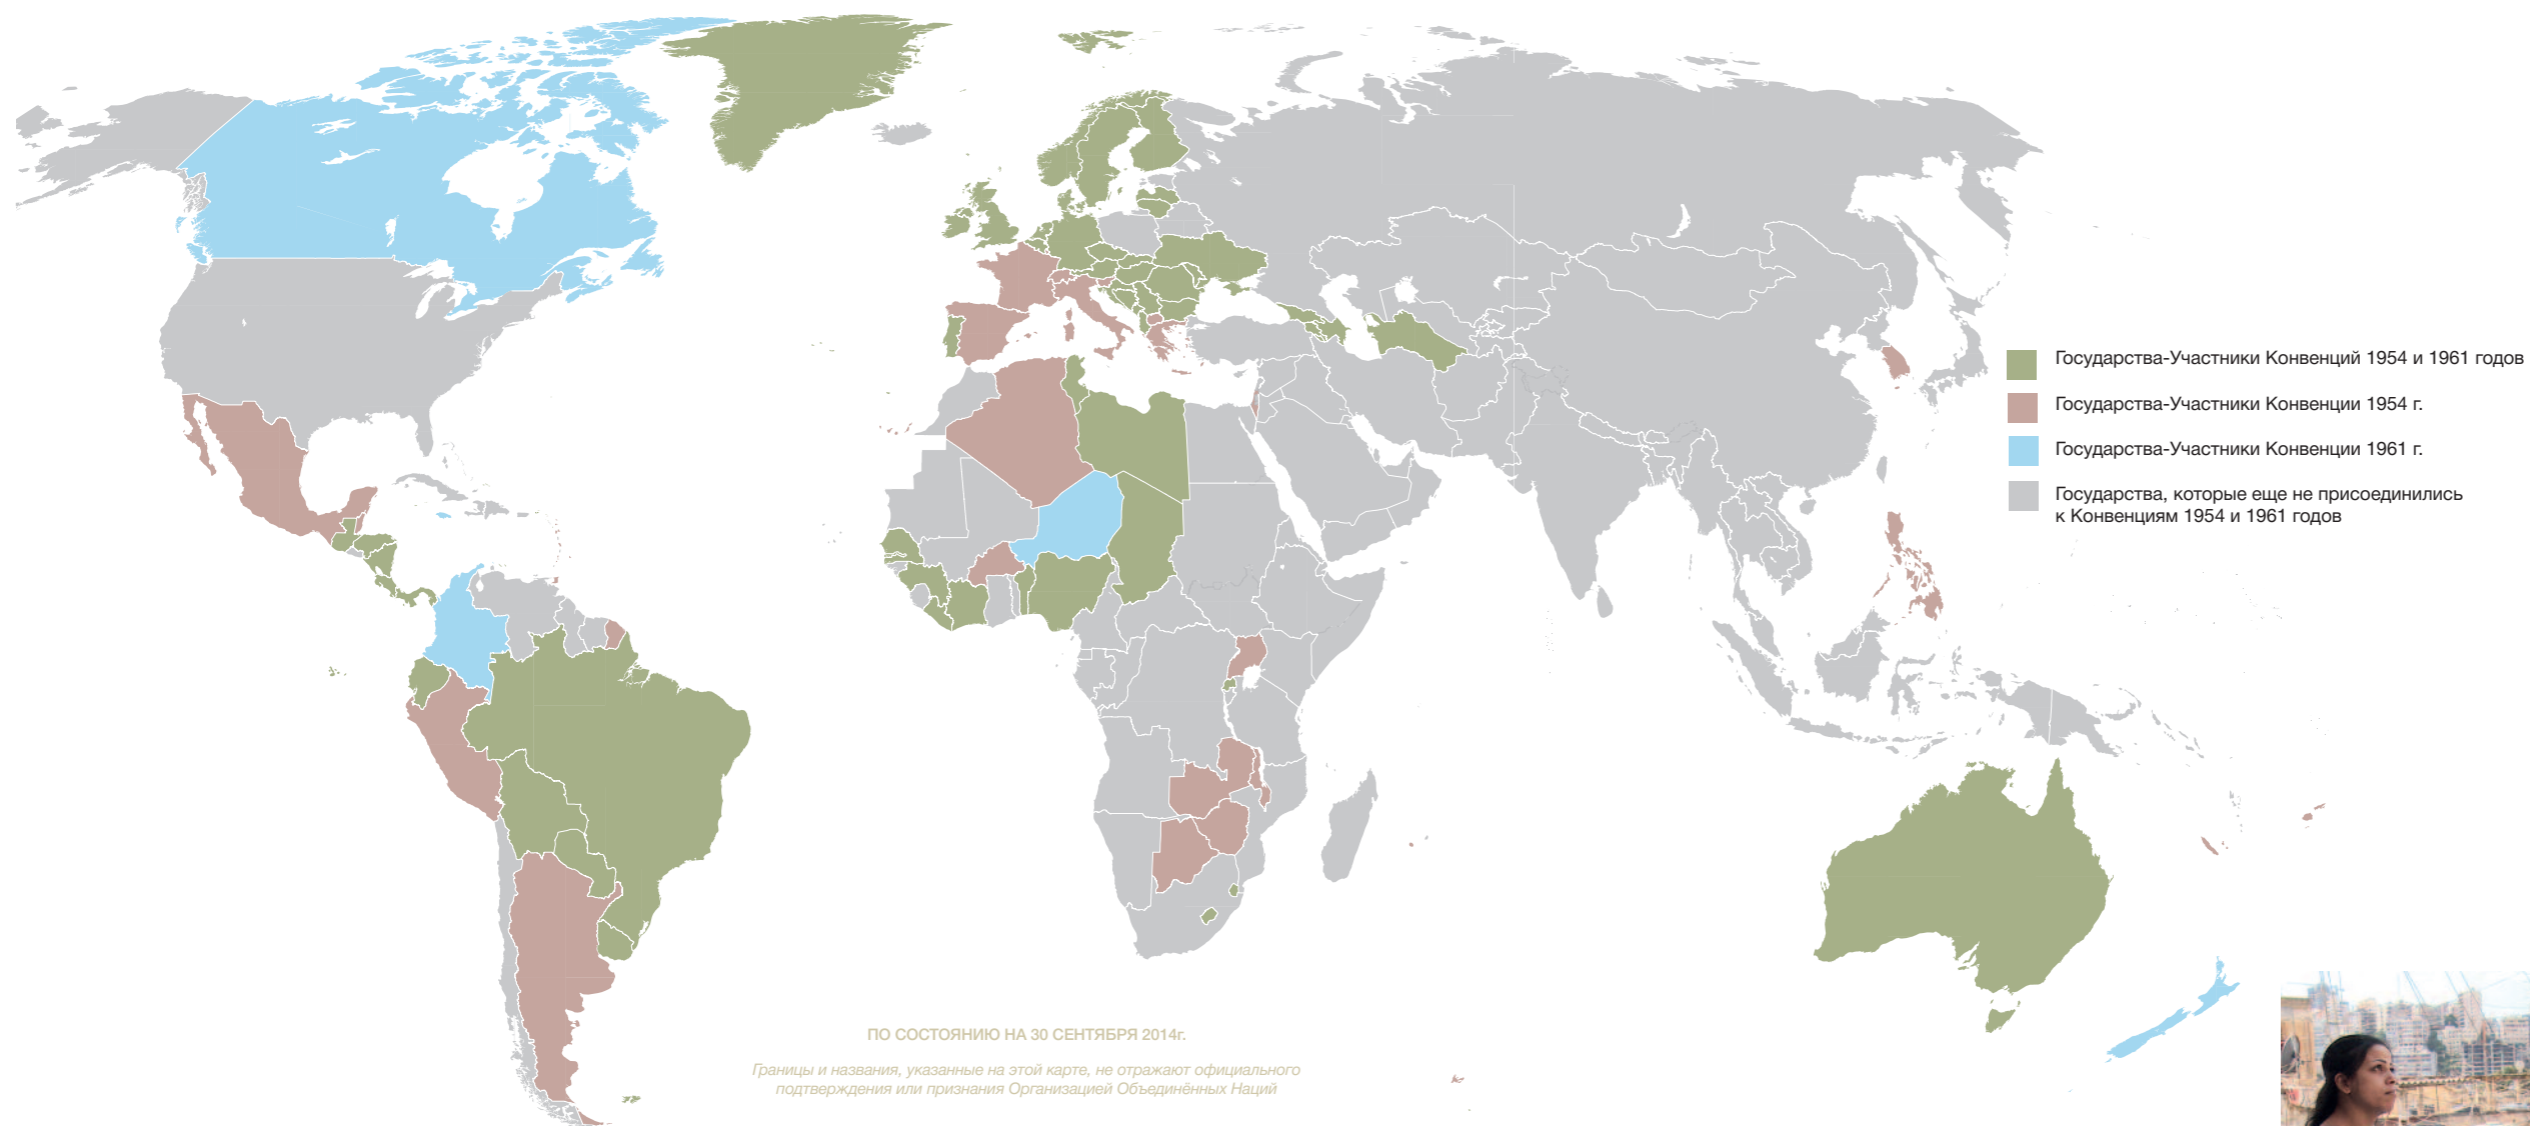 Государства-Участники Конвенций 1954 и 1961 годов
Государства-Участники Конвенции 1954 г.
Государства-Участники Конвенции 1961 г.
Государства, которые еще не присоединились
к Конвенциям 1954 и 1961 годов
ПО СОСТОЯНИЮ НА 30 СЕНТЯБРЯ 2014г.
Границы и названия, указанные на этой карте, не отражают официального
подтверждения или признания Организацией Объединённых Наций